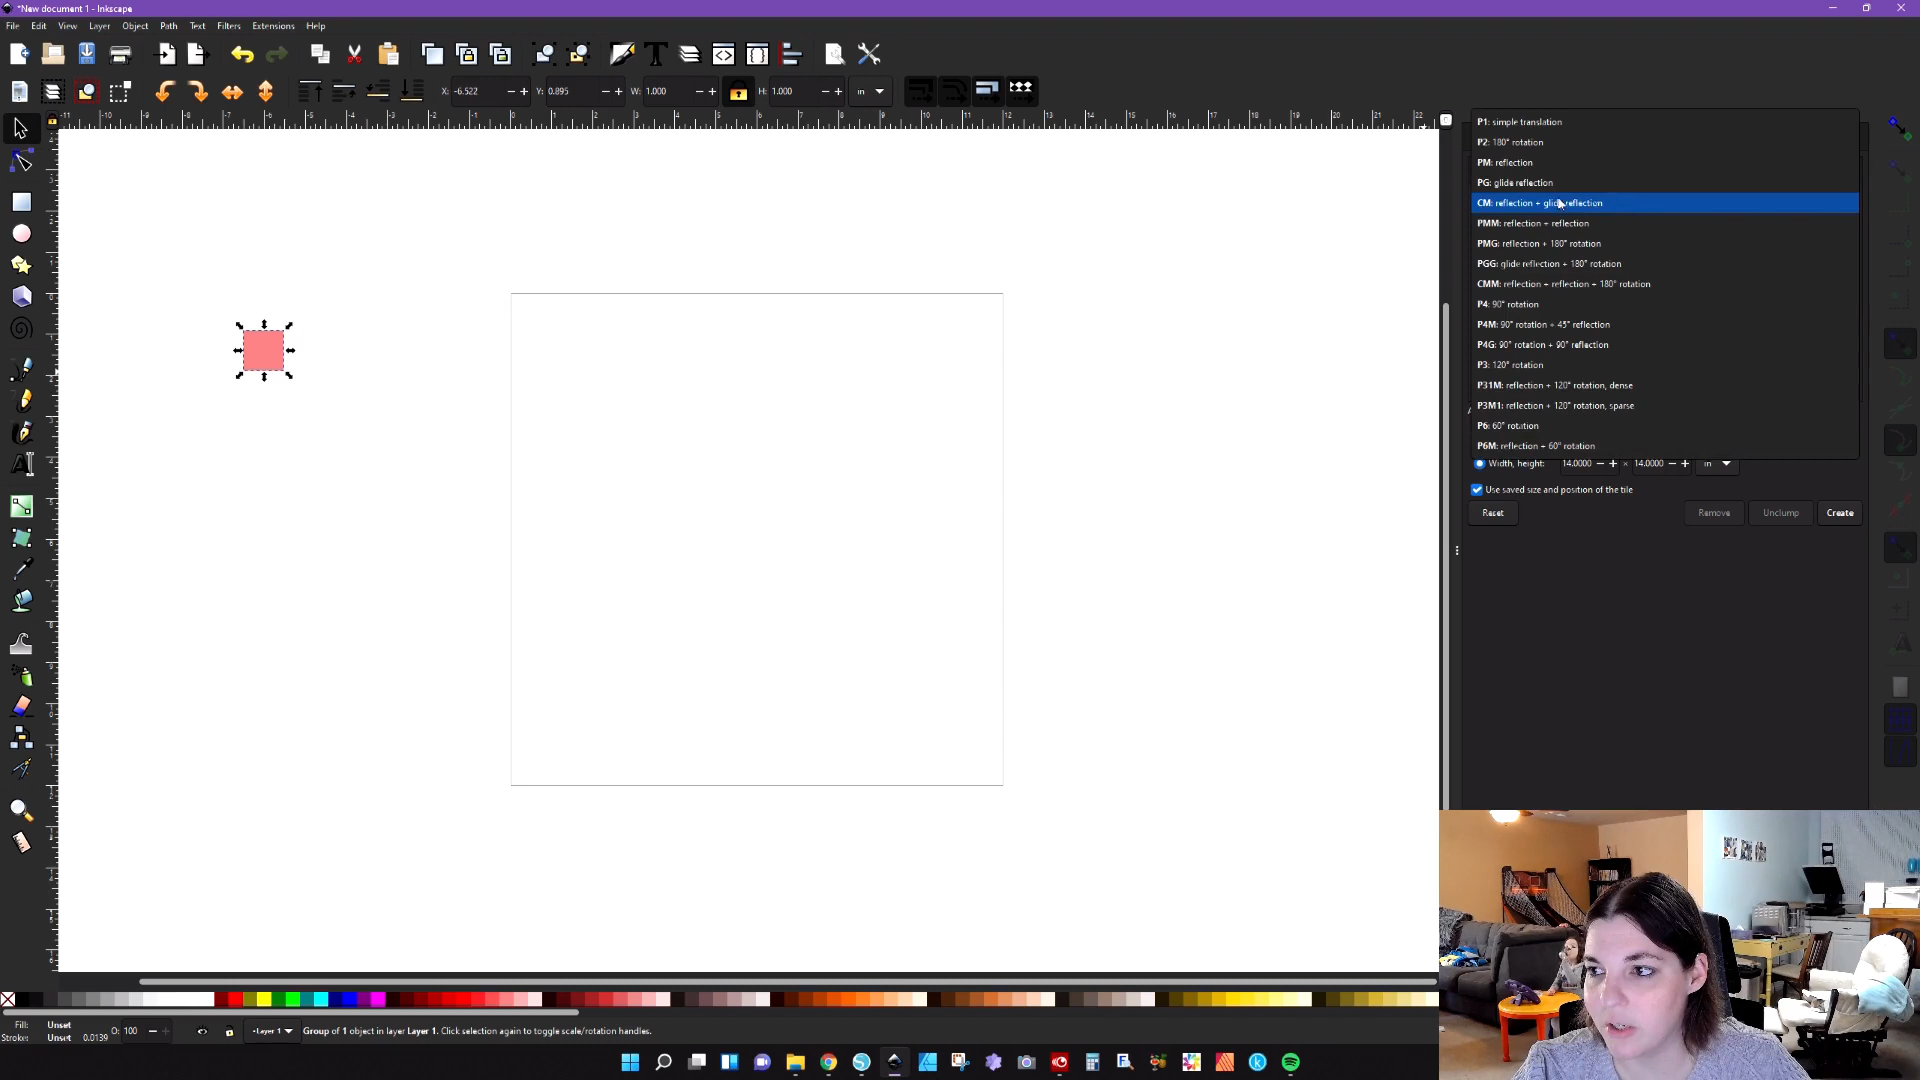 *New document 1 - Inkscape
File Edit View Layer Object Path Text Filters Extensions Help
X: -6.522 Y: 0.895 W: 1.000 H: 1.000 in
P1: simple translation
P2: 180° rotation
PM: reflection
PG: glide reflection
CM: reflection + glide reflection
PMM: reflection + reflection
PMG: reflection + 180° rotation
PGG: glide reflection + 180° rotation
CMM: reflection + reflection + 180° rotation
P4: 90° rotation
P4M: 90° rotation + 45° reflection
P4G: 90° rotation + 90° reflection
P3: 120° rotation
P31M: reflection + 120° rotation, dense
P3M1: reflection + 120° rotation, sparse
P6: 60° rotation
P6M: reflection + 60° rotation
Width, height: 14.0000 × 14.0000 in
Use saved size and position of the tile
Reset Remove Unclump Create
Fill: Unset
Stroke: Unset 0.0139 O: 100 Layer 1 Group of 1 object in layer Layer 1. Click selection again to toggle scale/rotation handles.